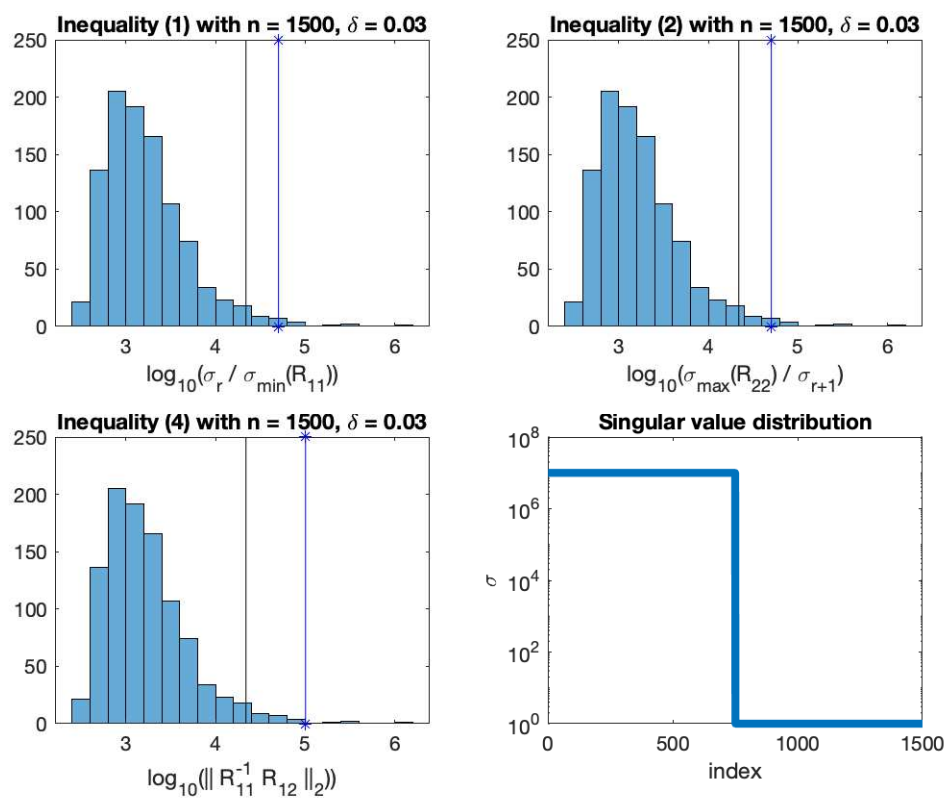 Inequality (1) with n = 1500, δ = 0.03
250
200
150
100
50
0
3 4 5 6
log10(σr / σmin(R11))
Inequality (2) with n = 1500, δ = 0.03
250
200
150
100
50
0
3 4 5 6
log10(σmax(R22) / σr+1)
Inequality (4) with n = 1500, δ = 0.03
250
200
150
100
50
0
3 4 5 6
log10(|| R11^-1 R12 ||2))
Singular value distribution
10^8
10^6
10^4
10^2
10^0
σ
0 500 1000 1500
index